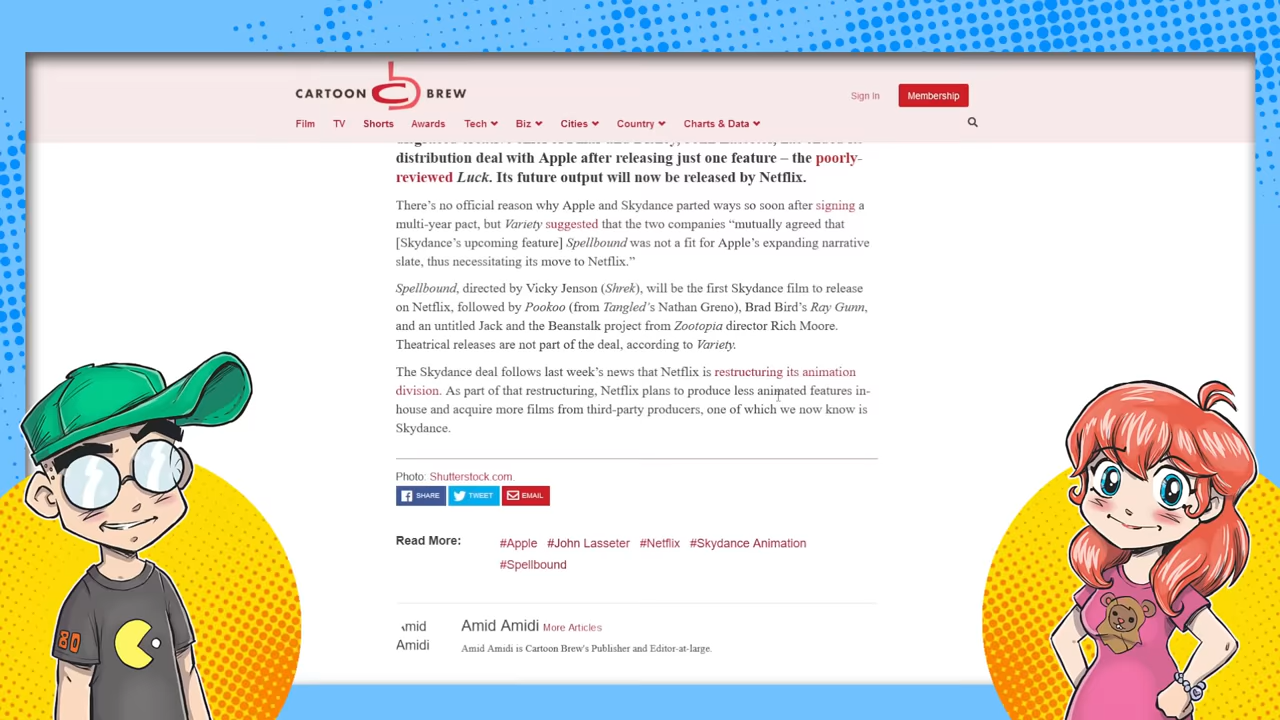 CARTOON BREW
Sign In
Membership
Film TV Shorts Awards Tech Biz Cities Country Charts & Data
distribution deal with Apple after releasing just one feature – the poorly-
reviewed Luck. Its future output will now be released by Netflix.
There's no official reason why Apple and Skydance parted ways so soon after signing a
multi-year pact, but Variety suggested that the two companies “mutually agreed that
[Skydance's upcoming feature] Spellbound was not a fit for Apple's expanding narrative
slate, thus necessitating its move to Netflix.”
Spellbound, directed by Vicky Jenson (Shrek), will be the first Skydance film to release
on Netflix, followed by Pookoo (from Tangled's Nathan Greno), Brad Bird's Ray Gunn,
and an untitled Jack and the Beanstalk project from Zootopia director Rich Moore.
Theatrical releases are not part of the deal, according to Variety.
The Skydance deal follows last week's news that Netflix is restructuring its animation
division. As part of that restructuring, Netflix plans to produce less animated features in-
house and acquire more films from third-party producers, one of which we now know is
Skydance.
Photo: Shutterstock.com.
SHARE TWEET EMAIL
Read More: #Apple #John Lasseter #Netflix #Skydance Animation
#Spellbound
Amid Amidi More Articles
Amidi
Amid Amidi is Cartoon Brew's Publisher and Editor-at-large.
80